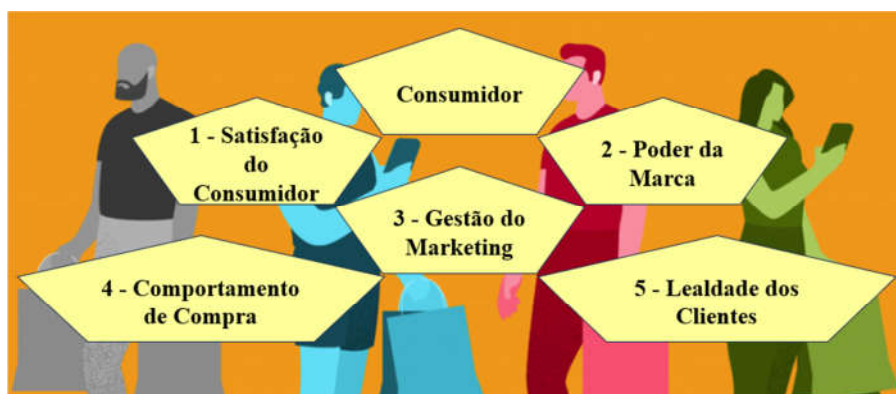 Consumidor
1 - Satisfação
do
Consumidor
2 - Poder da
Marca
3 - Gestão do
Marketing
4 - Comportamento
de Compra
5 - Lealdade dos
Clientes